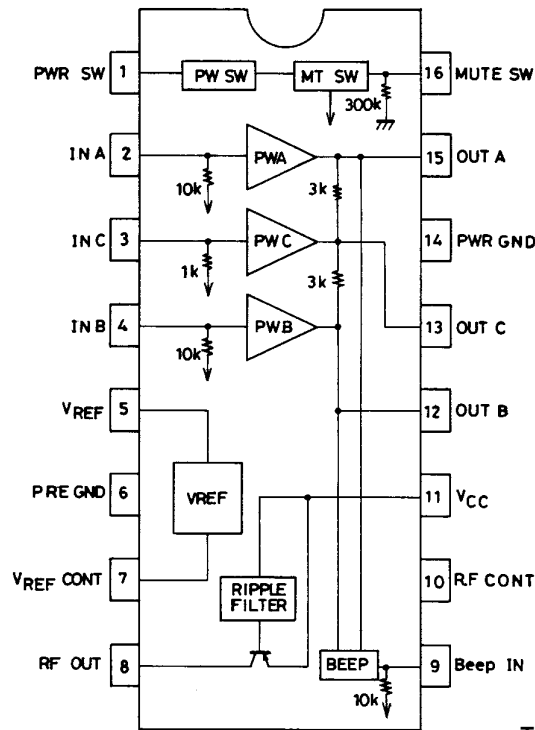 PWR SW 1 PW SW MT SW 16 MUTE SW
300k
IN A 2 PWA 15 OUT A
10k 3k
IN C 3 PWC 14 PWR GND
1k 3k
IN B 4 PWB 13 OUT C
10k
VREF 5 12 OUT B
PRE GND 6 VREF 11 VCC
VREF CONT 7 RIPPLE FILTER 10 RF CONT
RF OUT 8 BEEP 9 Beep IN
10k